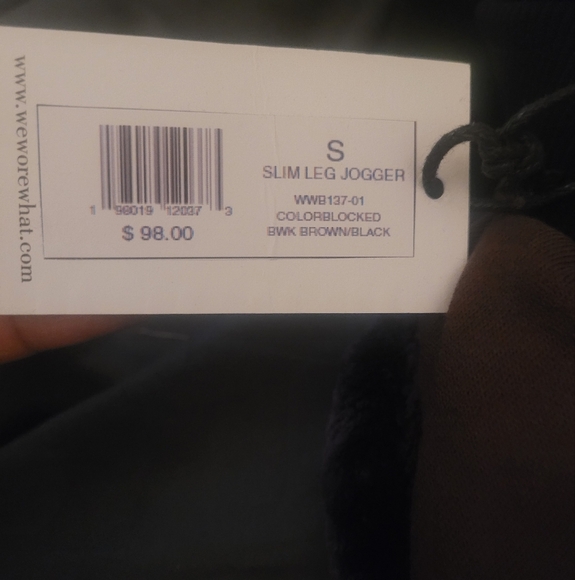 www.weworewhat.com
1 98019 12037 3
$ 98.00
S
SLIM LEG JOGGER
WWB137-01
COLORBLOCKED
BWK BROWN/BLACK